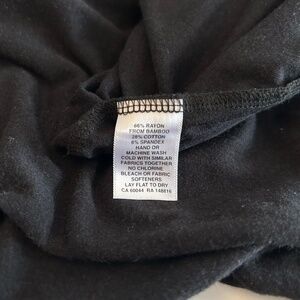 66% RAYON
FROM BAMBOO
28% COTTON
6% SPANDEX
HAND OR
MACHINE WASH
COLD WITH SIMILAR
FABRICS TOGETHER
NO CHLORINE
BLEACH OR FABRIC
SOFTENERS
LAY FLAT TO DRY
CA 60044 RA 148616